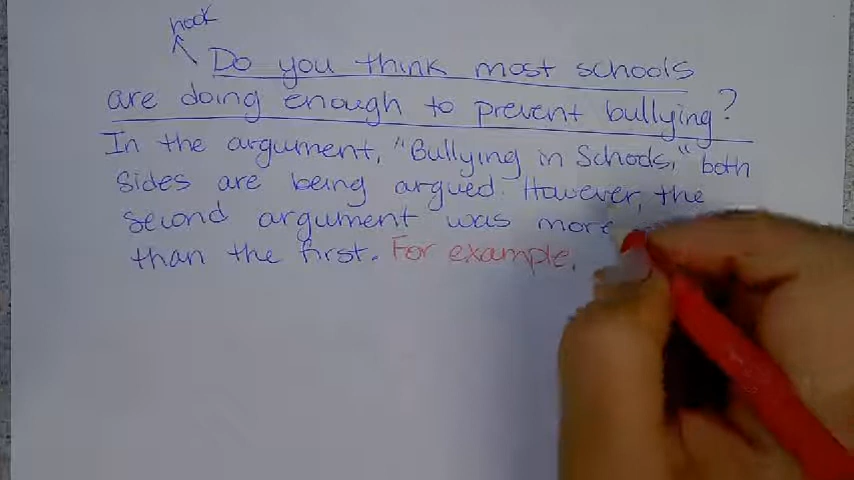 hook
Do you think most schools
are doing enough to prevent bullying?
In the argument, "Bullying in Schools," both
sides are being argued. However, the
second argument was more
than the first. For example,